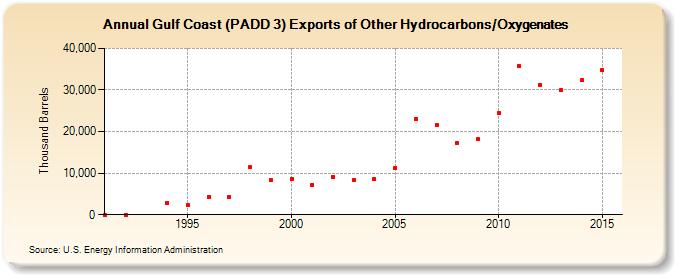 Annual Gulf Coast (PADD 3) Exports of Other Hydrocarbons/Oxygenates
Thousand Barrels
40,000
30,000
20,000
10,000
0
1995 2000 2005 2010 2015
Source: U.S. Energy Information Administration